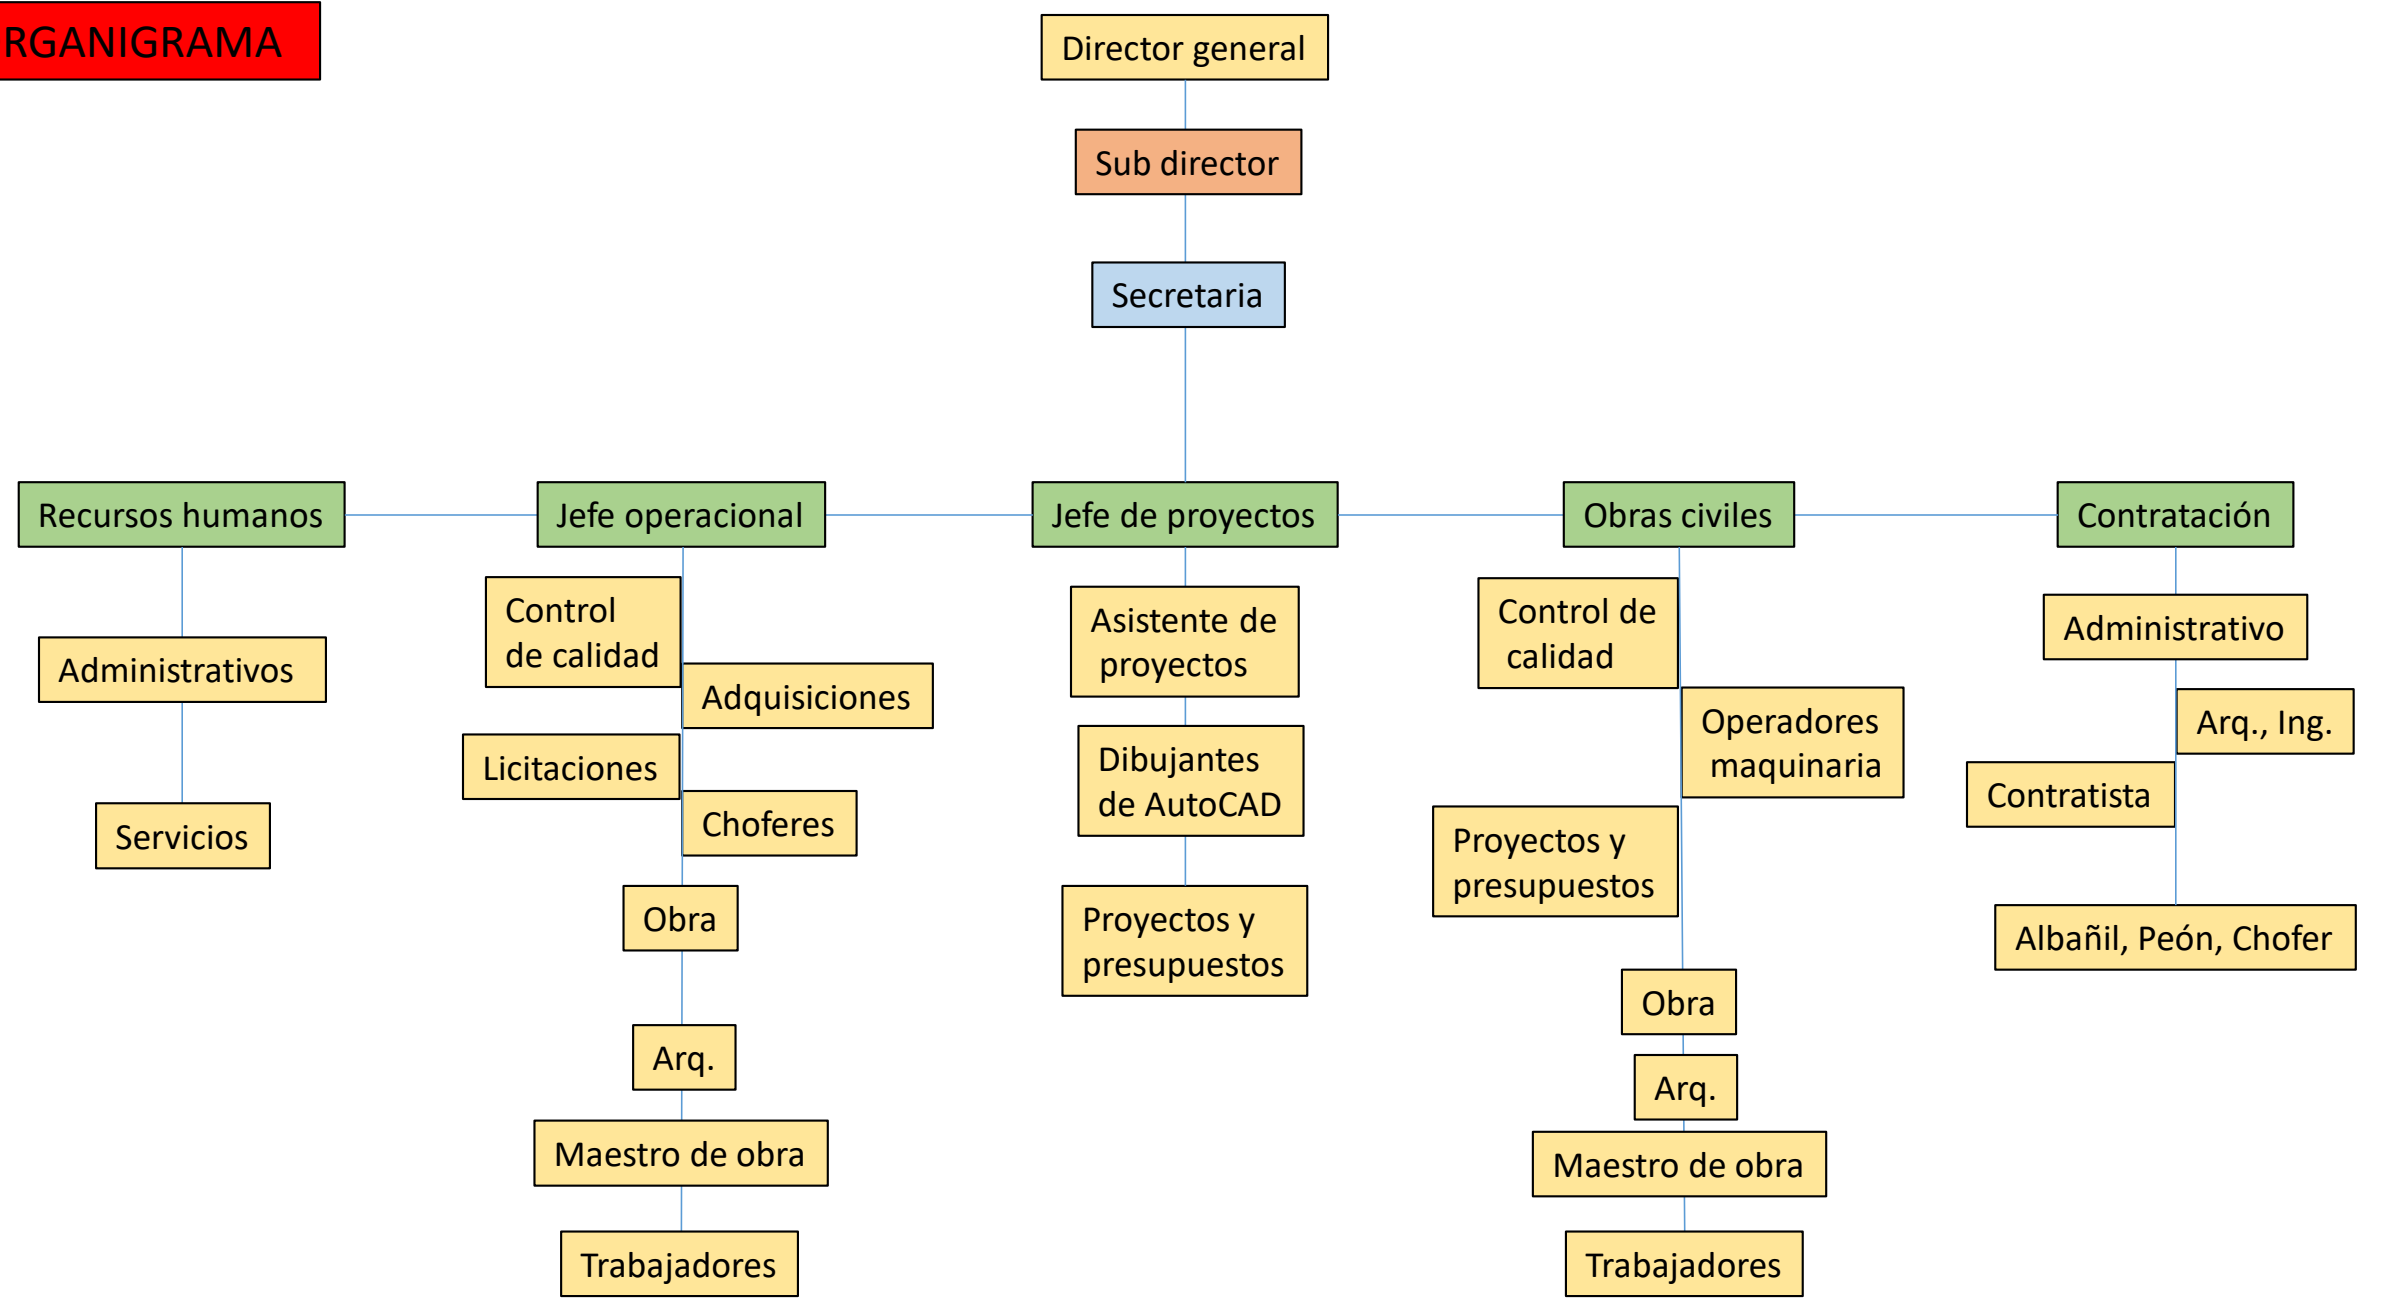 RGANIGRAMA
Director general
Sub director
Secretaria
Recursos humanos
Jefe operacional
Jefe de proyectos
Obras civiles
Contratación
Administrativos
Servicios
Control
de calidad
Adquisiciones
Licitaciones
Choferes
Obra
Arq.
Maestro de obra
Trabajadores
Asistente de
proyectos
Dibujantes
de AutoCAD
Proyectos y
presupuestos
Control de
calidad
Operadores
maquinaria
Proyectos y
presupuestos
Obra
Arq.
Maestro de obra
Trabajadores
Administrativo
Arq., Ing.
Contratista
Albañil, Peón, Chofer